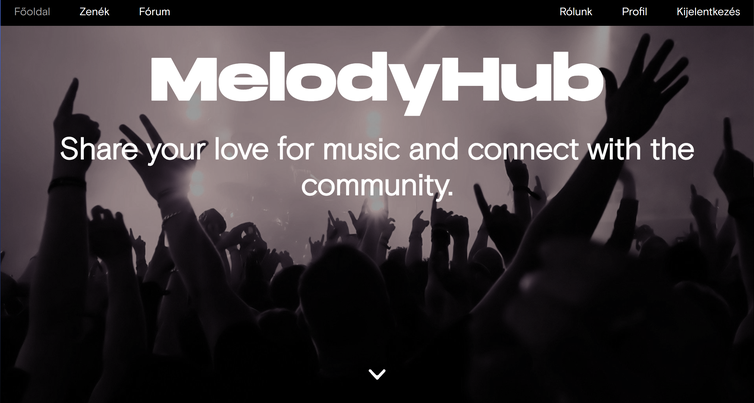 Főoldal Zenék Fórum Rólunk Profil Kijelentkezés
MelodyHub
Share your love for music and connect with the
community.